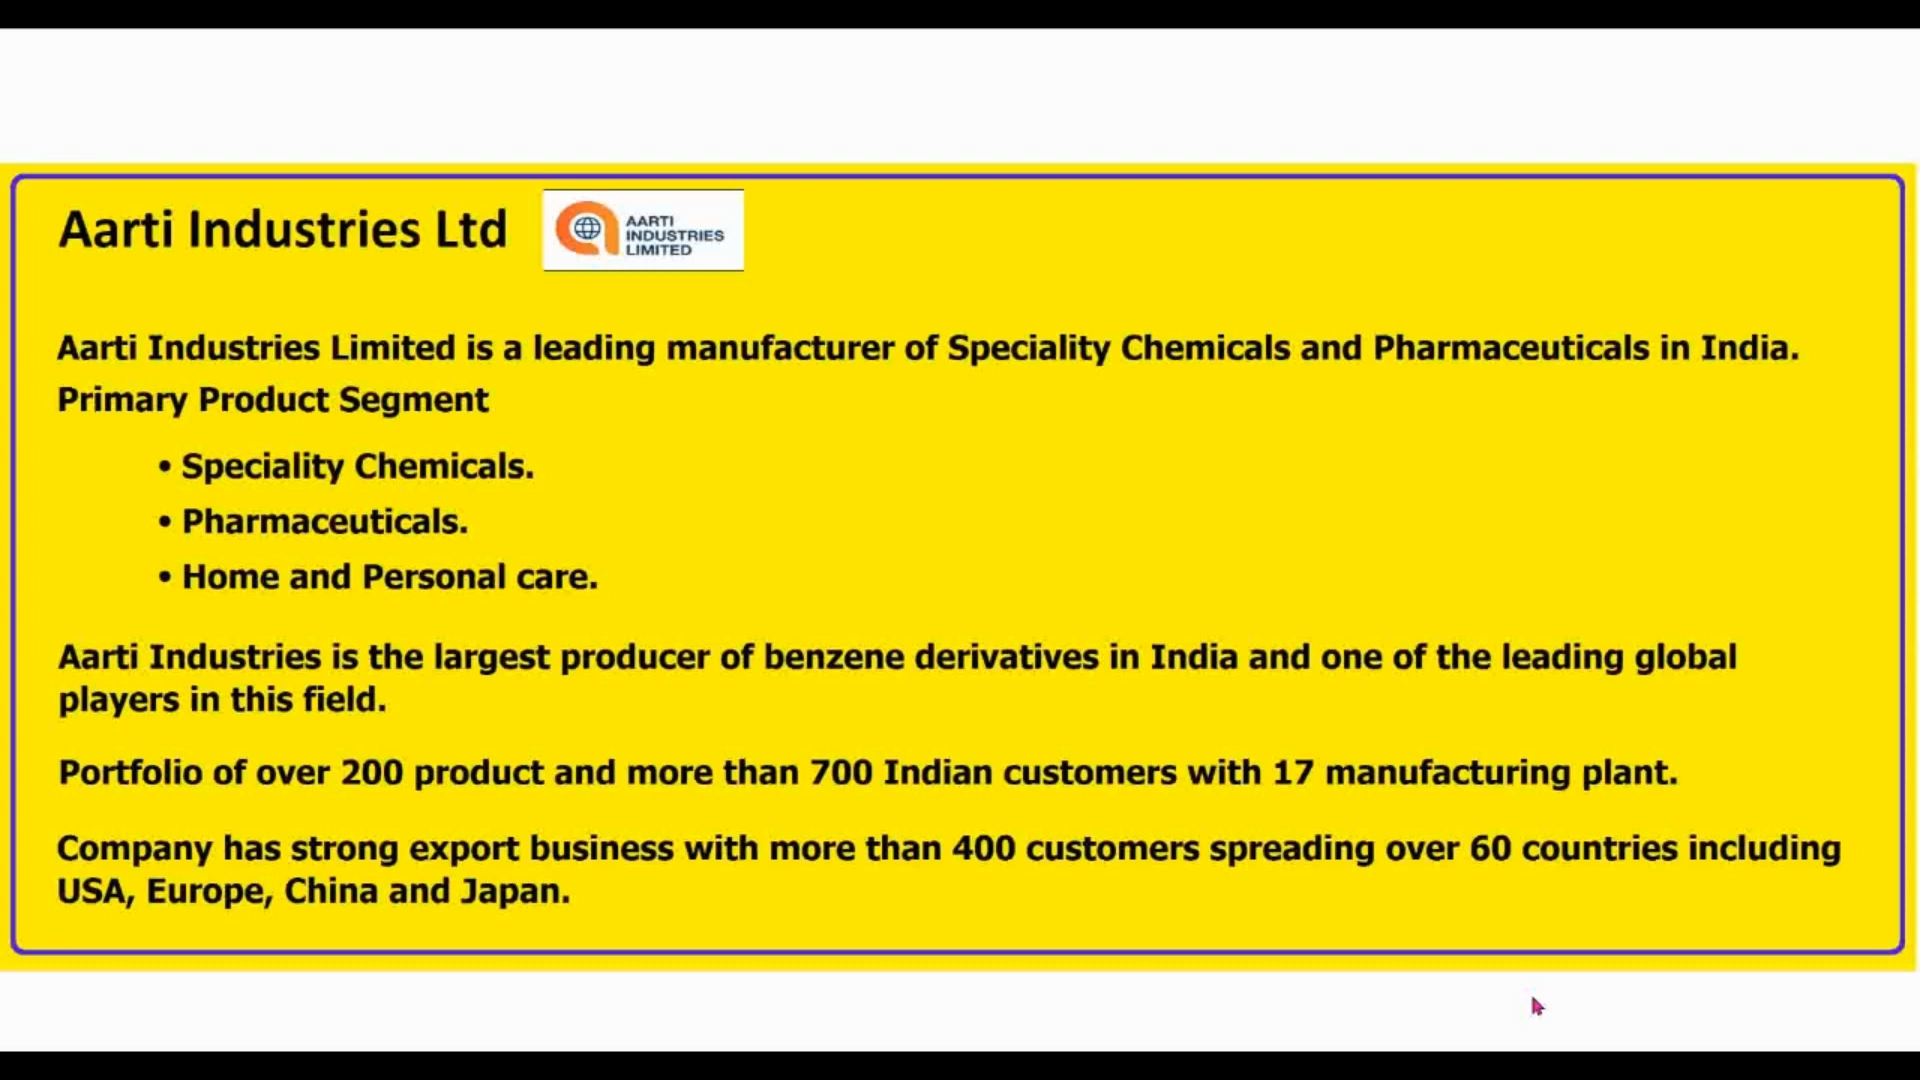 Aarti Industries Ltd
AARTI
INDUSTRIES
LIMITED
Aarti Industries Limited is a leading manufacturer of Speciality Chemicals and Pharmaceuticals in India.
Primary Product Segment
• Speciality Chemicals.
• Pharmaceuticals.
• Home and Personal care.
Aarti Industries is the largest producer of benzene derivatives in India and one of the leading global
players in this field.
Portfolio of over 200 product and more than 700 Indian customers with 17 manufacturing plant.
Company has strong export business with more than 400 customers spreading over 60 countries including
USA, Europe, China and Japan.